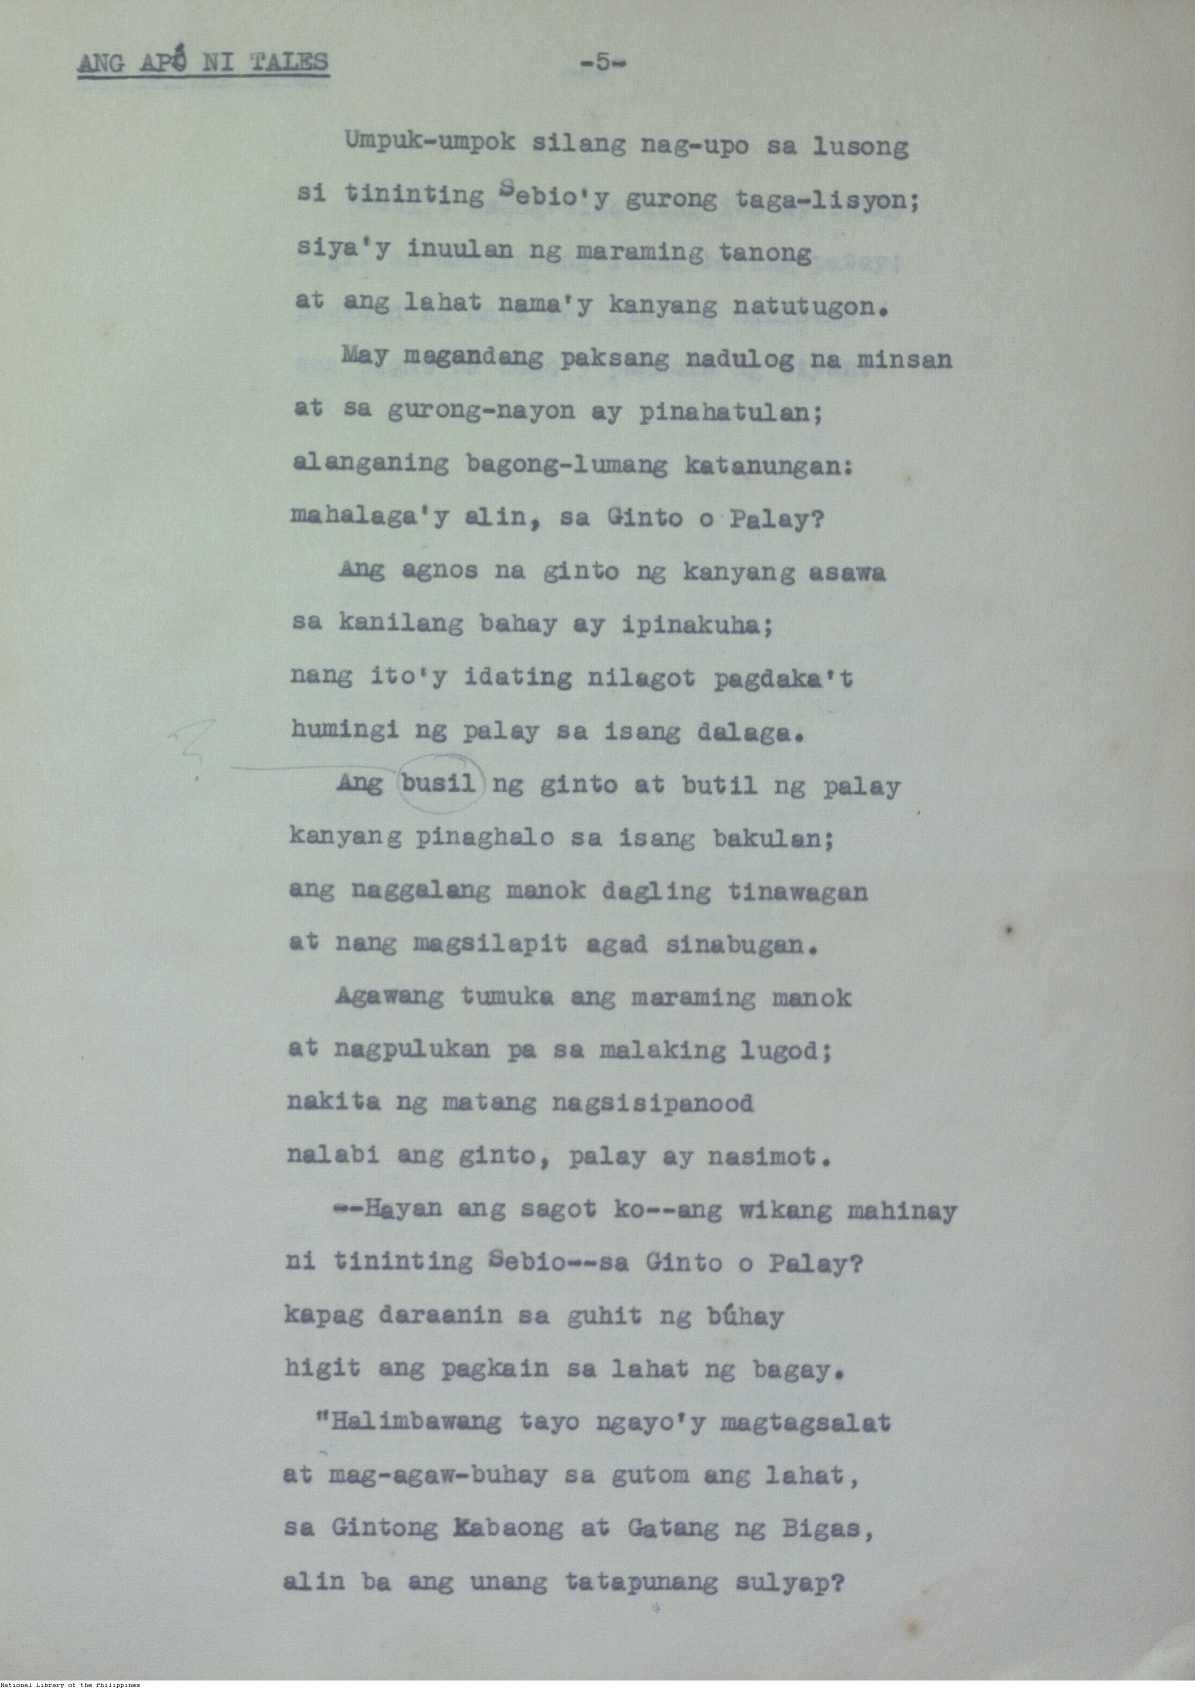 ANG APÓ NI TALES -5-
Umpuk-umpok silang nag-upo sa lusong
si tininting Sebio'y gurong taga-lisyon;
siya'y inuulan ng maraming tanong
at ang lahat nama'y kanyang natutugon.
May magandang paksang nadulog na minsan
at sa gurong-nayon ay pinahatulan;
alanganing bagong-lumang katanungan:
mahalaga'y alin, sa Ginto o Palay?
Ang agnos na ginto ng kanyang asawa
sa kanilang bahay ay ipinakuha;
nang ito'y idating nilagot pagdaka't
humingi ng palay sa isang dalaga.
?
Ang busil ng ginto at butil ng palay
kanyang pinaghalo sa isang bakulan;
ang naggalang manok dagling tinawagan
at nang magsilapit agad sinabugan.
Agawang tumuka ang maraming manok
at nagpulukan pa sa malaking lugod;
nakita ng matang nagsisipanood
nalabi ang ginto, palay ay nasimot.
--Hayan ang sagot ko--ang wikang mahinay
ni tininting Sebio--sa Ginto o Palay?
kapag daraanin sa guhit ng búhay
higit ang pagkain sa lahat ng bagay.
"Halimbawang tayo ngayo'y magtagsalat
at mag-agaw-buhay sa gutom ang lahat,
sa Gintong Kabaong at Gatang ng Bigas,
alin ba ang unang tatapunang sulyap?
National Library of the Philippines